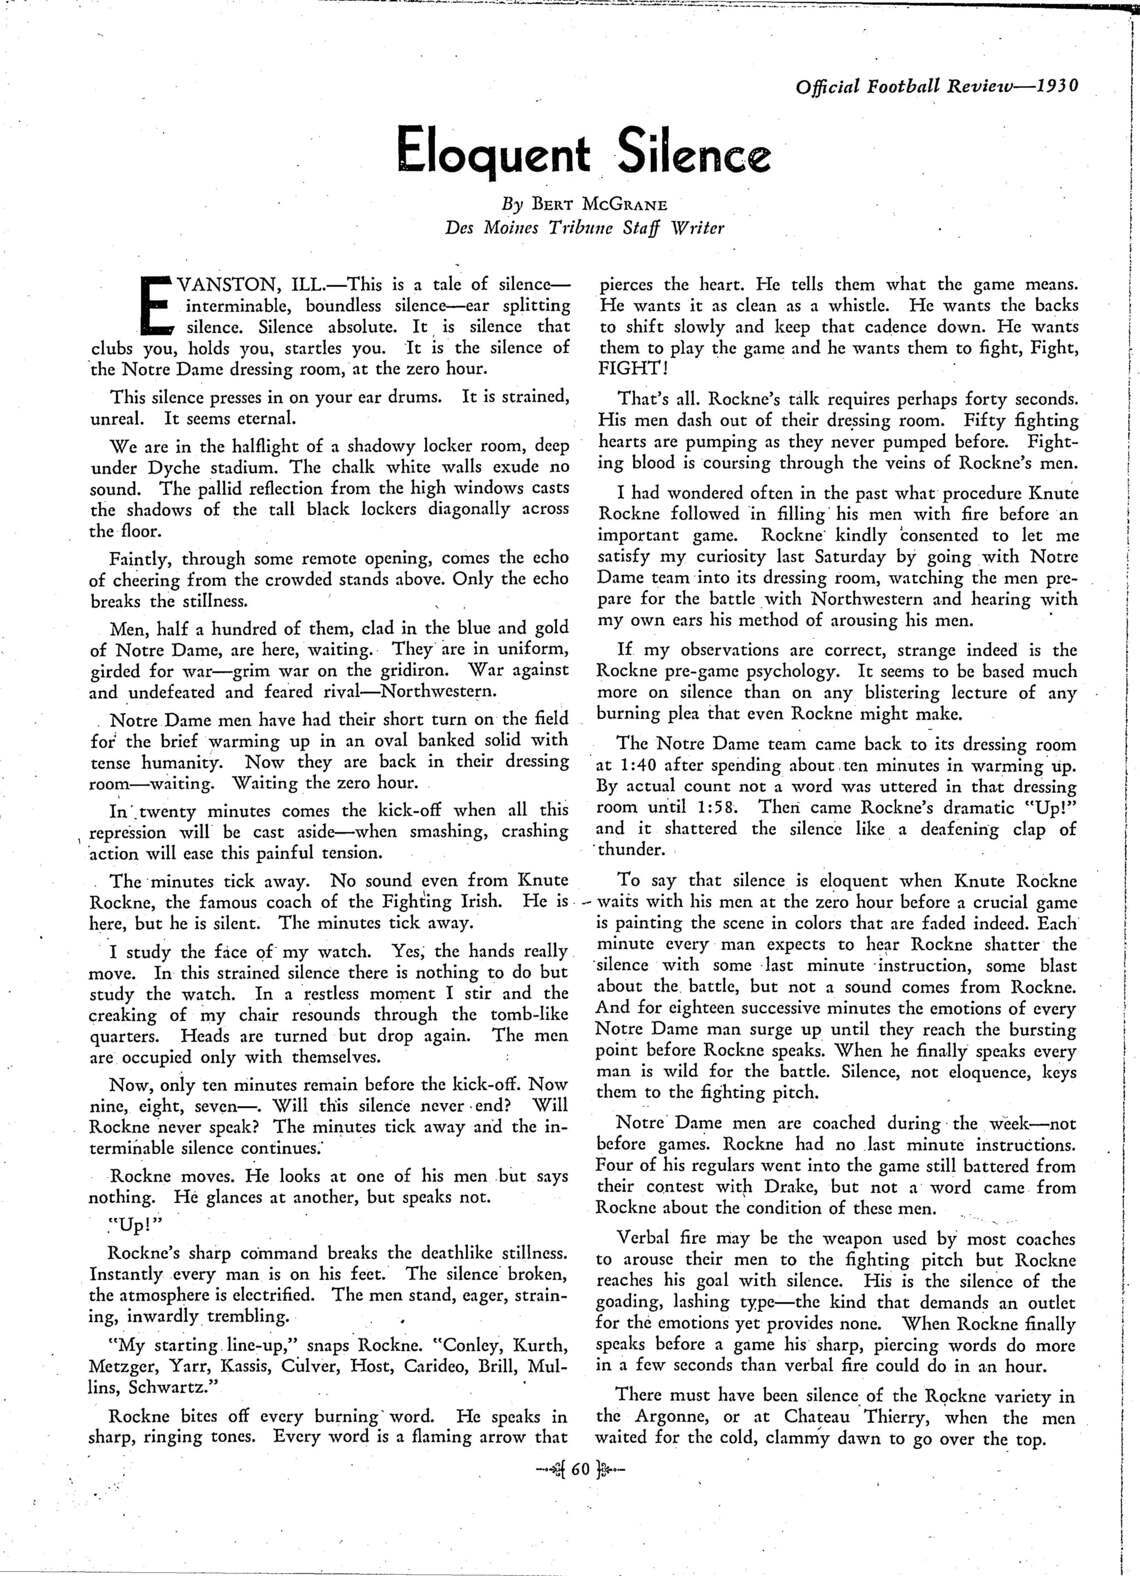 Official Football Review—1930
Eloquent Silence
By BERT MCGRANE
Des Moines Tribune Staff Writer
EVANSTON, ILL.—This is a tale of silence—
interminable, boundless silence—ear splitting
silence. Silence absolute. It is silence that
clubs you, holds you, startles you. It is the silence of
the Notre Dame dressing room, at the zero hour.
This silence presses in on your ear drums. It is strained,
unreal. It seems eternal.
We are in the halflight of a shadowy locker room, deep
under Dyche stadium. The chalk white walls exude no
sound. The pallid reflection from the high windows casts
the shadows of the tall black lockers diagonally across
the floor.
Faintly, through some remote opening, comes the echo
of cheering from the crowded stands above. Only the echo
breaks the stillness.
Men, half a hundred of them, clad in the blue and gold
of Notre Dame, are here, waiting. They are in uniform,
girded for war—grim war on the gridiron. War against
and undefeated and feared rival—Northwestern.
Notre Dame men have had their short turn on the field
for the brief warming up in an oval banked solid with
tense humanity. Now they are back in their dressing
room—waiting. Waiting the zero hour.
In twenty minutes comes the kick-off when all this
repression will be cast aside—when smashing, crashing
action will ease this painful tension.
The minutes tick away. No sound even from Knute
Rockne, the famous coach of the Fighting Irish. He is
here, but he is silent. The minutes tick away.
I study the face of my watch. Yes, the hands really
move. In this strained silence there is nothing to do but
study the watch. In a restless moment I stir and the
creaking of my chair resounds through the tomb-like
quarters. Heads are turned but drop again. The men
are occupied only with themselves.
Now, only ten minutes remain before the kick-off. Now
nine, eight, seven—. Will this silence never end? Will
Rockne never speak? The minutes tick away and the in-
terminable silence continues.
Rockne moves. He looks at one of his men but says
nothing. He glances at another, but speaks not.
"Up!"
Rockne's sharp command breaks the deathlike stillness.
Instantly every man is on his feet. The silence broken,
the atmosphere is electrified. The men stand, eager, strain-
ing, inwardly trembling.
"My starting line-up," snaps Rockne. "Conley, Kurth,
Metzger, Yarr, Kassis, Culver, Host, Carideo, Brill, Mul-
lins, Schwartz."
Rockne bites off every burning word. He speaks in
sharp, ringing tones. Every word is a flaming arrow that
pierces the heart. He tells them what the game means.
He wants it as clean as a whistle. He wants the backs
to shift slowly and keep that cadence down. He wants
them to play the game and he wants them to fight, Fight,
FIGHT!
That's all. Rockne's talk requires perhaps forty seconds.
His men dash out of their dressing room. Fifty fighting
hearts are pumping as they never pumped before. Fight-
ing blood is coursing through the veins of Rockne's men.
I had wondered often in the past what procedure Knute
Rockne followed in filling his men with fire before an
important game. Rockne kindly consented to let me
satisfy my curiosity last Saturday by going with Notre
Dame team into its dressing room, watching the men pre-
pare for the battle with Northwestern and hearing with
my own ears his method of arousing his men.
If my observations are correct, strange indeed is the
Rockne pre-game psychology. It seems to be based much
more on silence than on any blistering lecture of any
burning plea that even Rockne might make.
The Notre Dame team came back to its dressing room
at 1:40 after spending about ten minutes in warming up.
By actual count not a word was uttered in that dressing
room until 1:58. Then came Rockne's dramatic "Up!"
and it shattered the silence like a deafening clap of
thunder.
To say that silence is eloquent when Knute Rockne
waits with his men at the zero hour before a crucial game
is painting the scene in colors that are faded indeed. Each
minute every man expects to hear Rockne shatter the
silence with some last minute instruction, some blast
about the battle, but not a sound comes from Rockne.
And for eighteen successive minutes the emotions of every
Notre Dame man surge up until they reach the bursting
point before Rockne speaks. When he finally speaks every
man is wild for the battle. Silence, not eloquence, keys
them to the fighting pitch.
Notre Dame men are coached during the week—not
before games. Rockne had no last minute instructions.
Four of his regulars went into the game still battered from
their contest with Drake, but not a word came from
Rockne about the condition of these men.
Verbal fire may be the weapon used by most coaches
to arouse their men to the fighting pitch but Rockne
reaches his goal with silence. His is the silence of the
goading, lashing type—the kind that demands an outlet
for the emotions yet provides none. When Rockne finally
speaks before a game his sharp, piercing words do more
in a few seconds than verbal fire could do in an hour.
There must have been silence of the Rockne variety in
the Argonne, or at Chateau Thierry, when the men
waited for the cold, clammy dawn to go over the top.
60